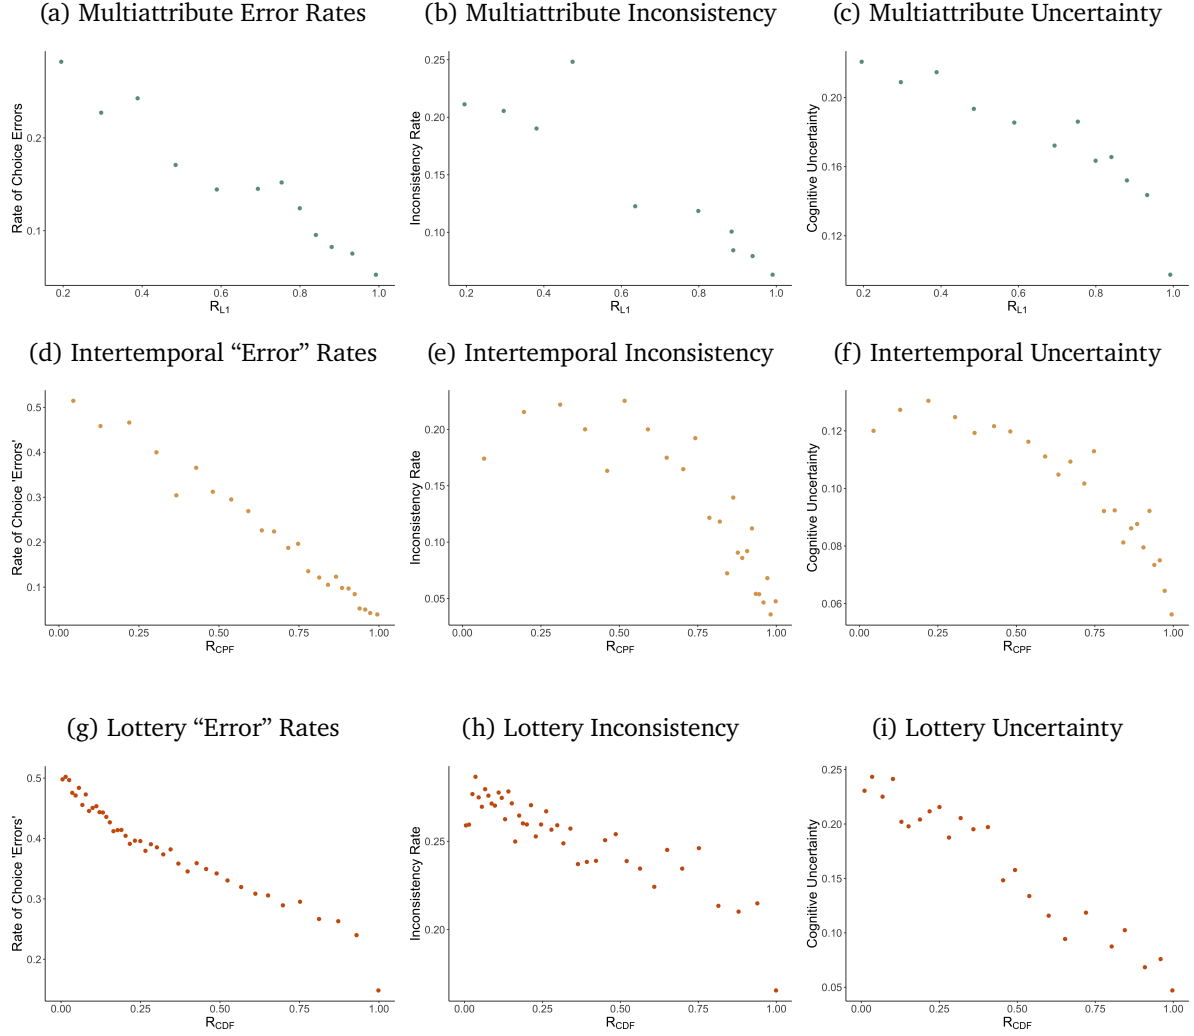 (a) Multiattribute Error Rates
(b) Multiattribute Inconsistency
(c) Multiattribute Uncertainty
Rate of Choice Errors
0.2
0.1
0.2 0.4 0.6 0.8 1.0
R_L1
Inconsistency Rate
0.25
0.20
0.15
0.10
0.2 0.4 0.6 0.8 1.0
R_L1
Cognitive Uncertainty
0.20
0.16
0.12
0.2 0.4 0.6 0.8 1.0
R_L1
(d) Intertemporal “Error” Rates
(e) Intertemporal Inconsistency
(f) Intertemporal Uncertainty
Rate of Choice 'Errors'
0.5
0.4
0.3
0.2
0.1
0.00 0.25 0.50 0.75 1.00
R_CPF
Inconsistency Rate
0.20
0.15
0.10
0.05
0.00 0.25 0.50 0.75 1.00
R_CPF
Cognitive Uncertainty
0.12
0.10
0.08
0.06
0.00 0.25 0.50 0.75 1.00
R_CPF
(g) Lottery “Error” Rates
(h) Lottery Inconsistency
(i) Lottery Uncertainty
Rate of Choice 'Errors'
0.5
0.4
0.3
0.2
0.00 0.25 0.50 0.75 1.00
R_CDF
Inconsistency Rate
0.25
0.20
0.00 0.25 0.50 0.75 1.00
R_CDF
Cognitive Uncertainty
0.25
0.20
0.15
0.10
0.05
0.00 0.25 0.50 0.75 1.00
R_CDF